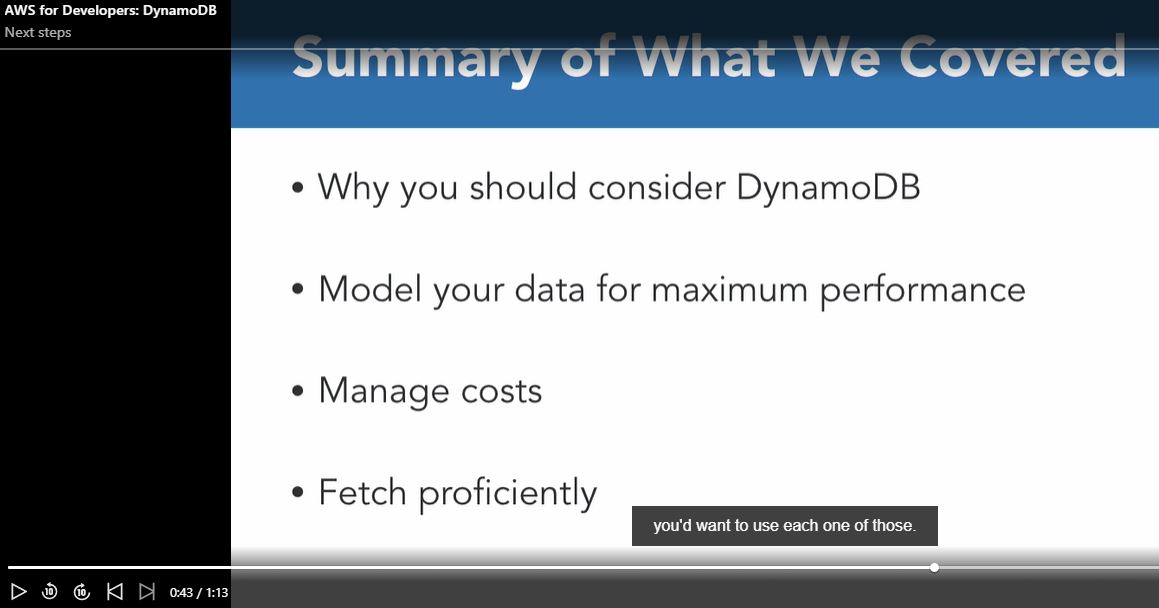 AWS for Developers: DynamoDB
Next steps
Summary of What We Covered
• Why you should consider DynamoDB
• Model your data for maximum performance
• Manage costs
• Fetch proficiently
you'd want to use each one of those.
10 10 0:43 / 1:13